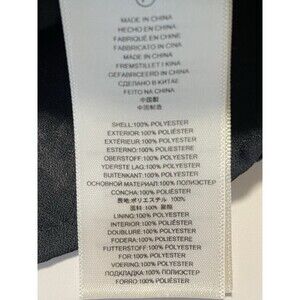 MADE IN CHINA
HECHO EN CHINA
FABRIQUÉ EN CHINE
FABBRICATO IN CINA
MADE IN CHINA
FREMSTILLET I KINA
GEFABRICEERD IN CHINA
СДЕЛАНО В КИТАЕ
FEITO NA CHINA
中国製
中国制造
SHELL:100% POLYESTER
EXTERIOR:100% POLIÉSTER
EXTÉRIEUR:100% POLYESTER
ESTERNO:100% POLIESTERE
OBERSTOFF:100% POLYESTER
YDERSTE LAG:100% POLYESTER
BUITENKANT:100% POLYESTER
ОСНОВНОЙ МАТЕРИАЛ:100% ПОЛИЭСТЕР
CONCHA:100% POLIÉSTER
表地:ポリエステル 100%
面料:100% 聚酯
LINING:100% POLYESTER
INTERIOR:100% POLIÉSTER
DOUBLURE:100% POLYESTER
FODERA:100% POLIESTERE
FUTTERSTOFF:100% POLYESTER
FOR:100% POLYESTER
VOERING:100% POLYESTER
ПОДКЛАДКА:100% ПОЛИЭСТЕР
FORRO:100% POLIÉSTER